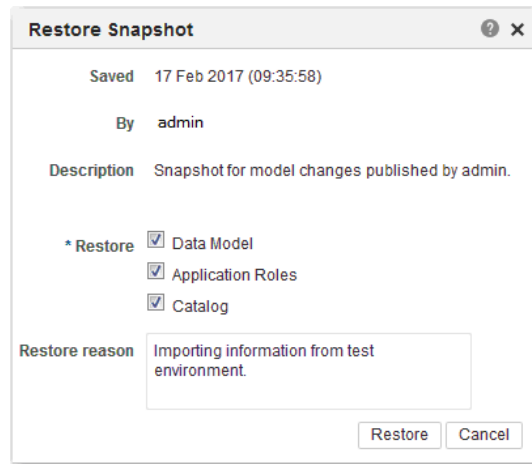 Restore Snapshot
Saved 17 Feb 2017 (09:35:58)
By admin
Description Snapshot for model changes published by admin.
* Restore Data Model
Application Roles
Catalog
Restore reason Importing information from test
environment.
Restore Cancel